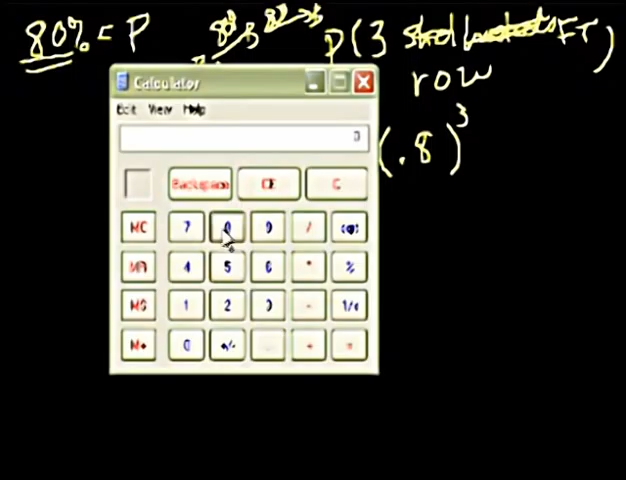 80% = P
P(3 FT)
row
(.8)^3
Calculator
Edit View Help
0
Backspace CE C
MC 7 8 9 /
MR 4 5 6 * %
MS 1 2 3 - 1/x
M+ 0 +/- . + =